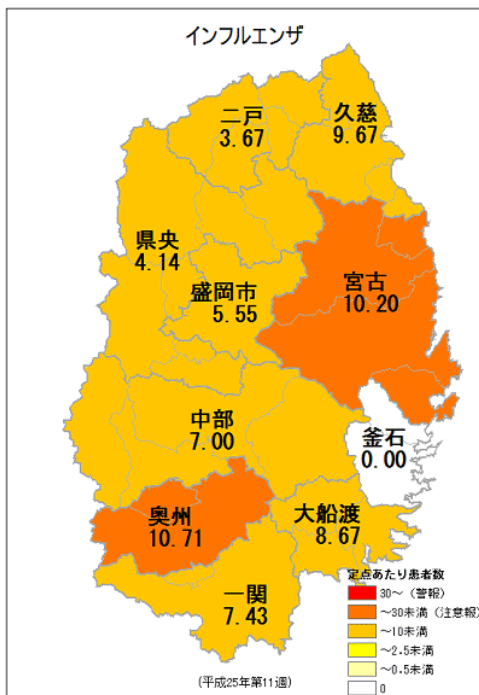 インフルエンザ
二戸
3.67
久慈
9.67
県央
4.14
盛岡市
5.55
宮古
10.20
中部
7.00
釜石
0.00
奥州
10.71
大船渡
8.67
一関
7.43
定点あたり患者数
30～（警報）
～30未満（注意報）
～10未満
～2.5未満
～0.5未満
0
(平成25年第11週)